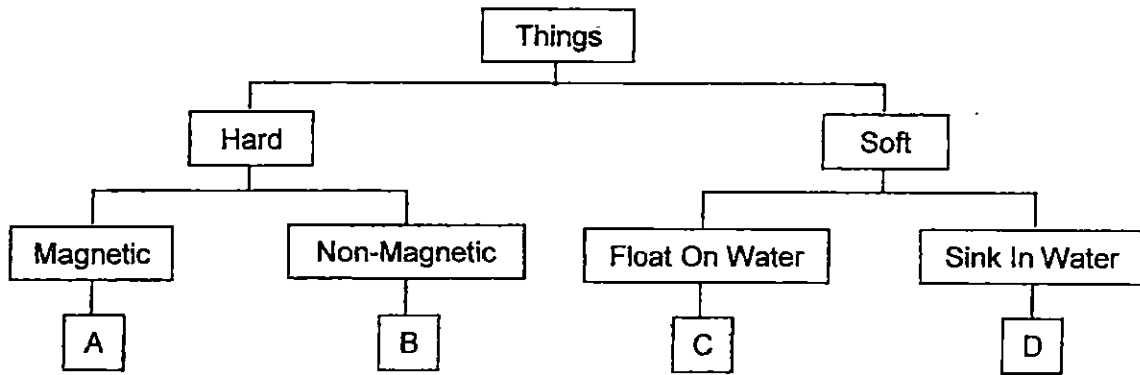 Things
Hard
Soft
Magnetic
Non-Magnetic
Float On Water
Sink In Water
A
B
C
D